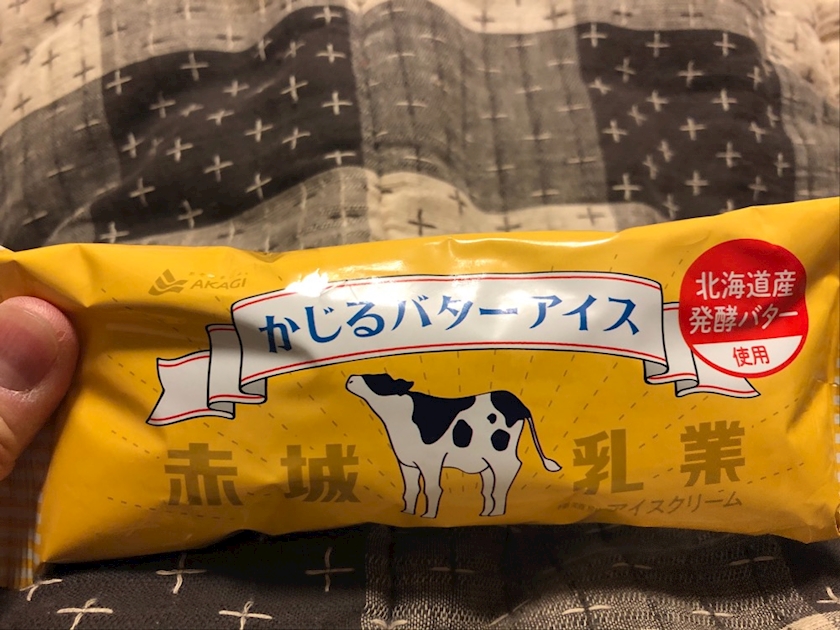 AKAGI
かじるバターアイス
北海道産
発酵バター
使用
赤城 乳業
アイスクリーム